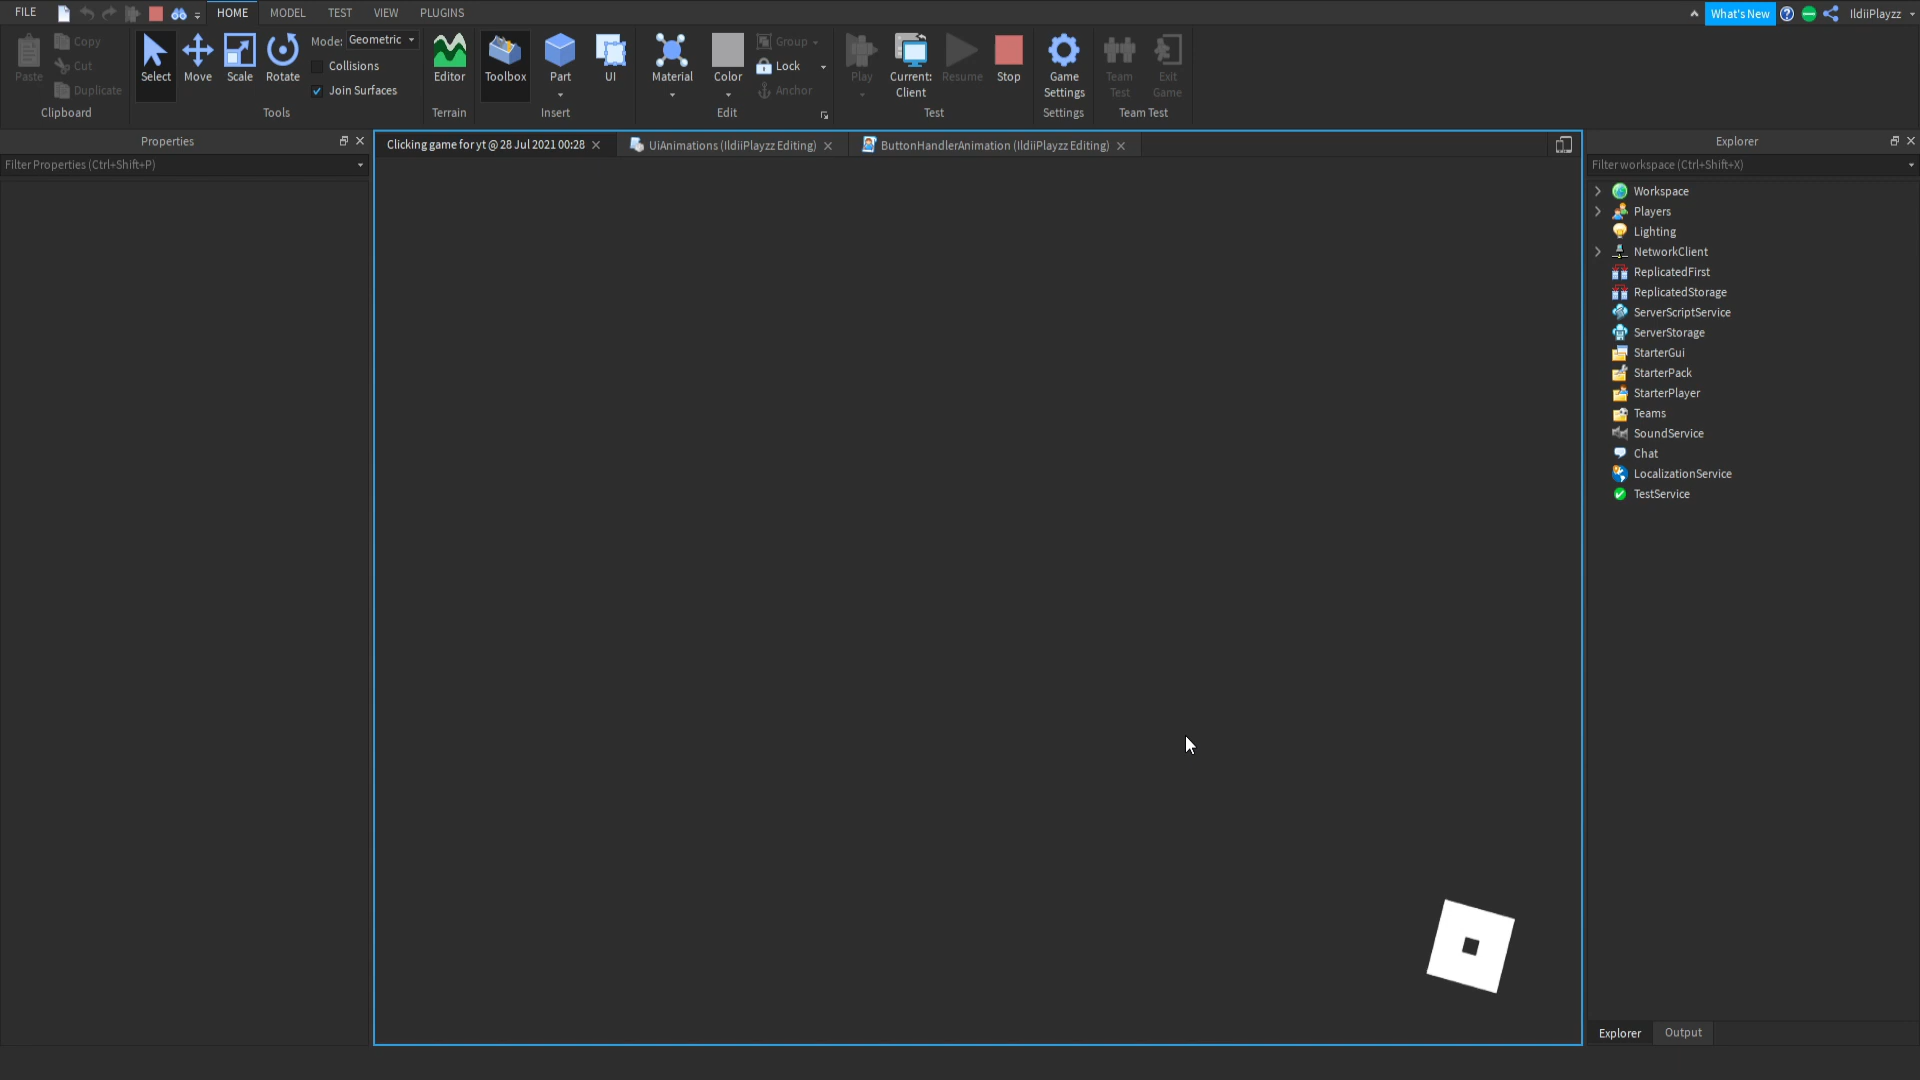 FILE
HOME
MODEL
TEST
VIEW
PLUGINS
What's New
IldiiPlayzz
Paste
Copy
Cut
Duplicate
Clipboard
Select
Move
Scale
Rotate
Mode: Geometric
Collisions
Join Surfaces
Tools
Editor
Terrain
Toolbox
Part
UI
Insert
Material
Color
Group
Lock
Anchor
Edit
Play
Current:
Client
Resume
Stop
Test
Game
Settings
Settings
Team
Test
Exit
Game
Team Test
Properties
Filter Properties (Ctrl+Shift+P)
Clicking game for yt @ 28 Jul 2021 00:28
UiAnimations (IldiiPlayzz Editing)
ButtonHandlerAnimation (IldiiPlayzz Editing)
Explorer
Filter workspace (Ctrl+Shift+X)
Workspace
Players
Lighting
NetworkClient
ReplicatedFirst
ReplicatedStorage
ServerScriptService
ServerStorage
StarterGui
StarterPack
StarterPlayer
Teams
SoundService
Chat
LocalizationService
TestService
Explorer
Output